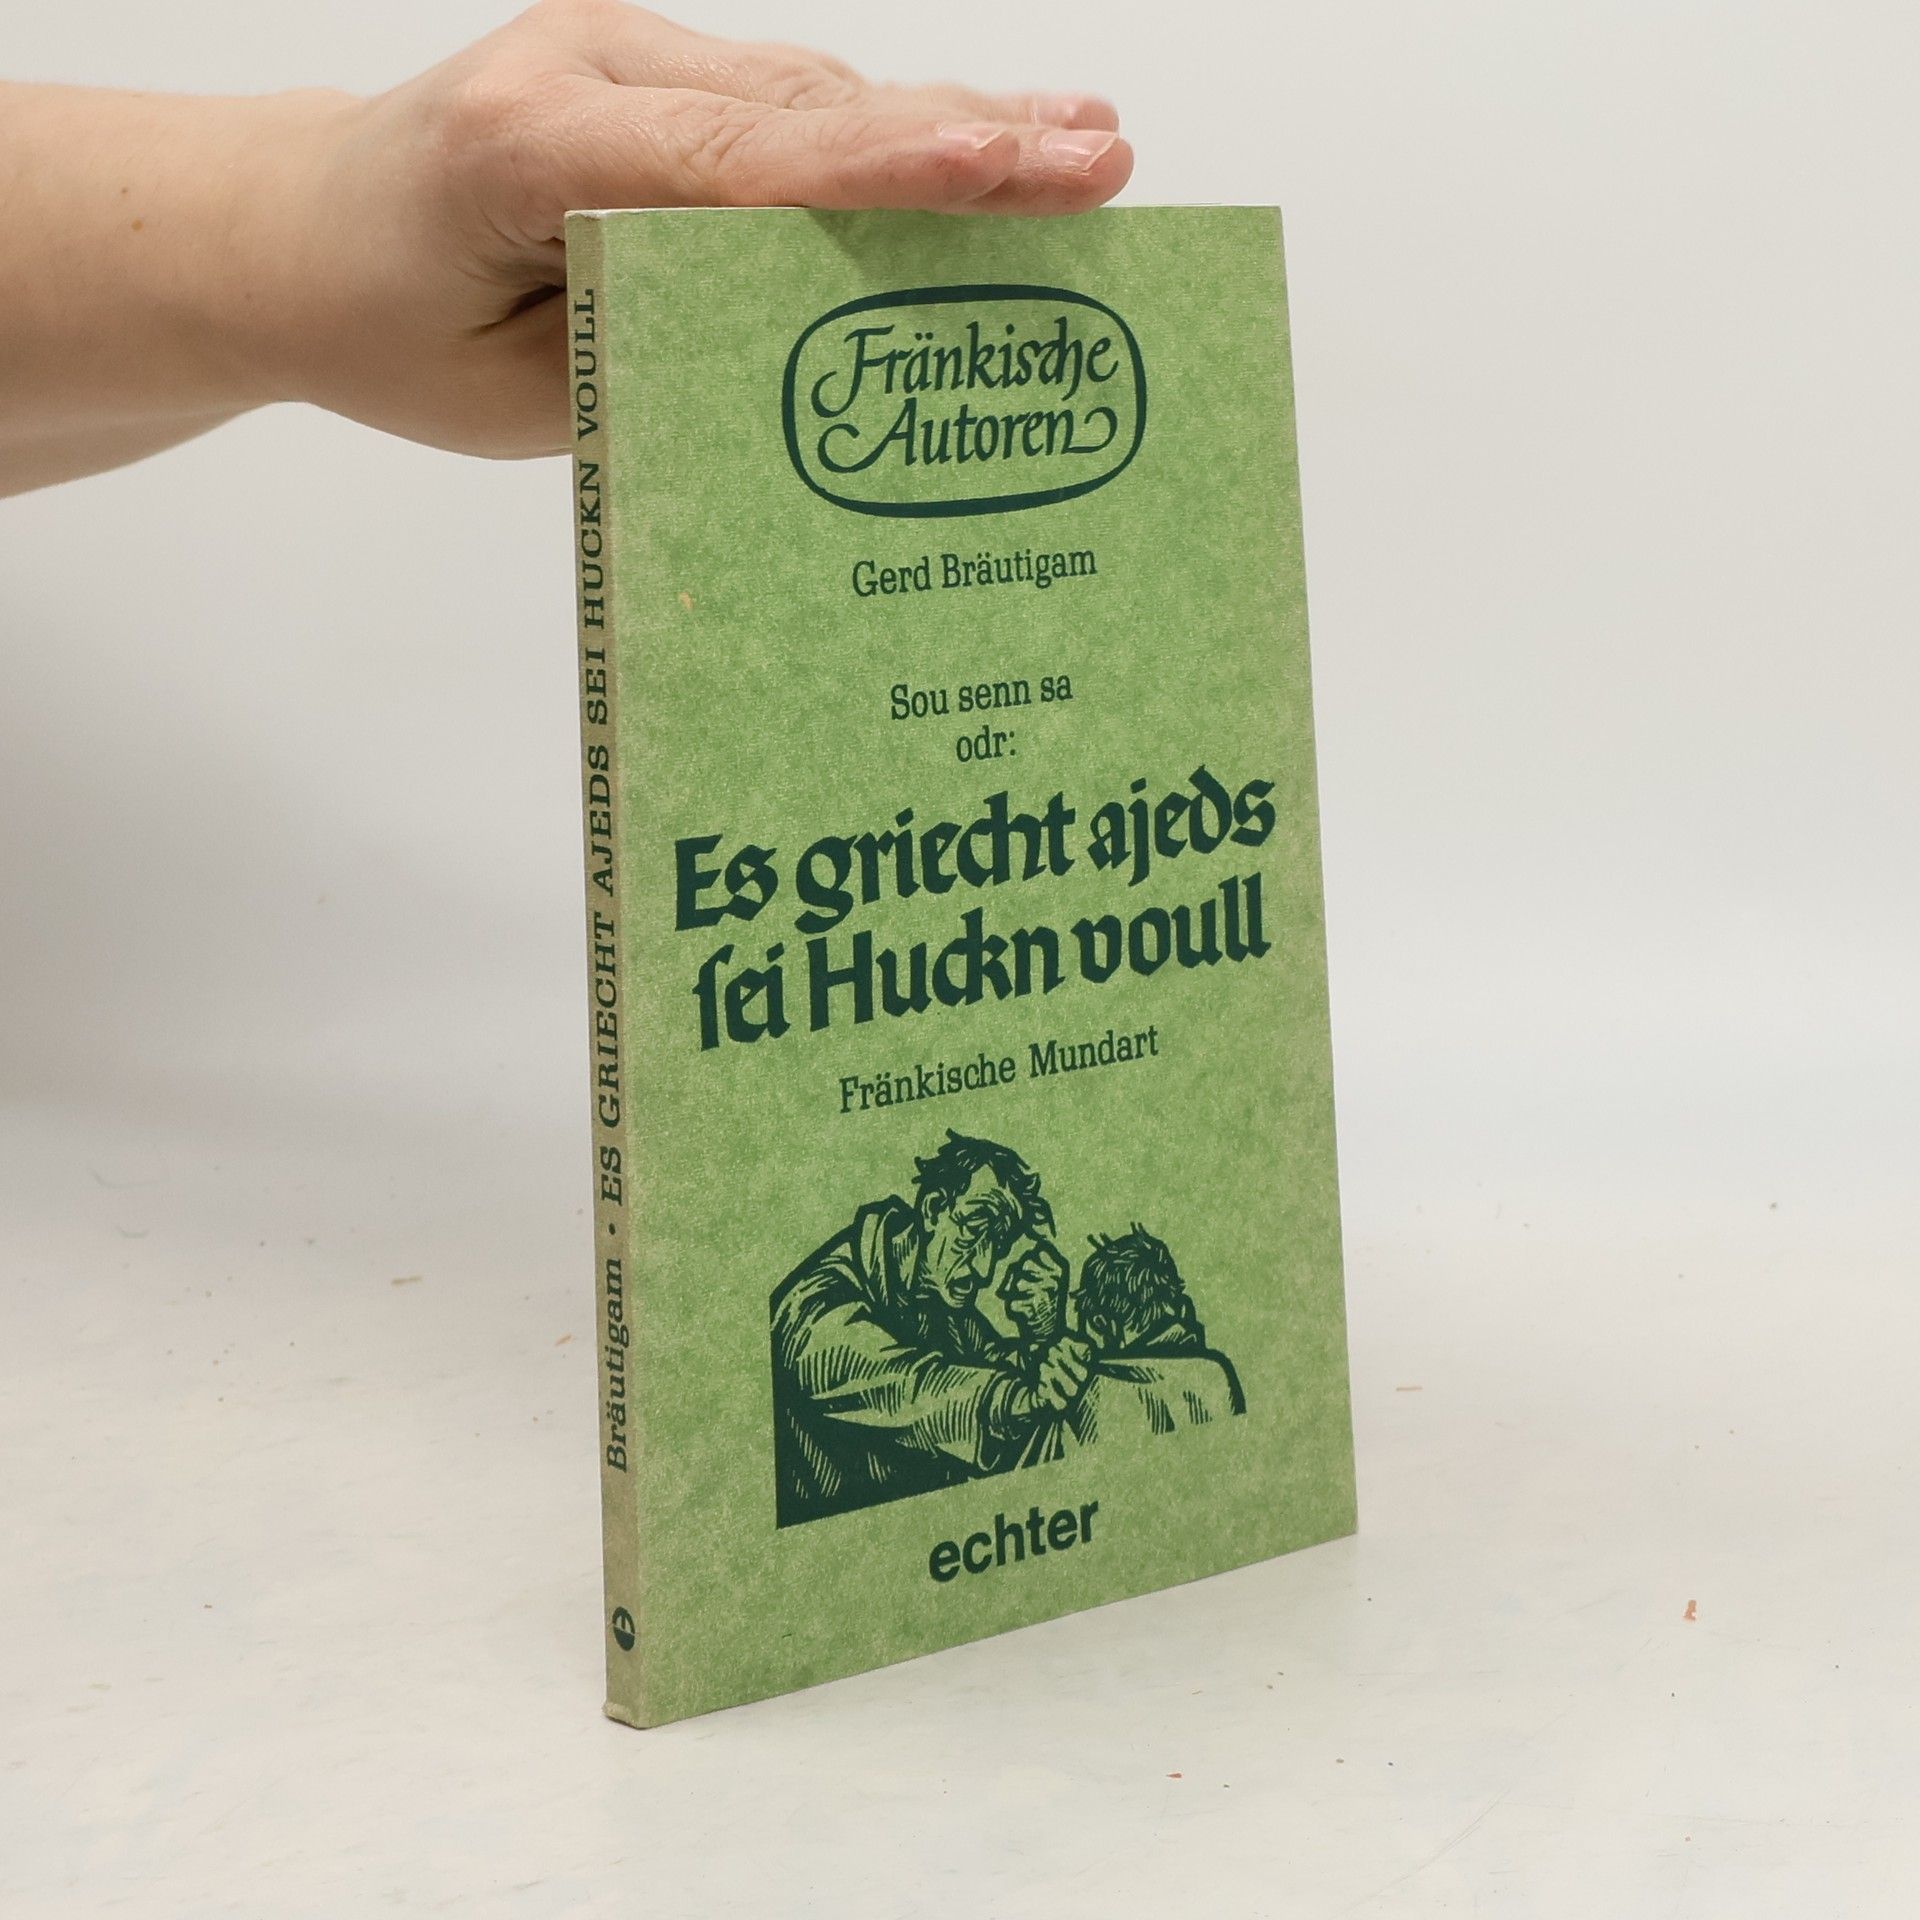 Fränkische
Autoren
Gerd Bräutigam
Sou senn sa
odr:
Es griecht ajeds
sei Huckn voull
Fränkische Mundart
echter
Bräutigam · ES GRIECHT AJEDS SEI HUCKN VOULL